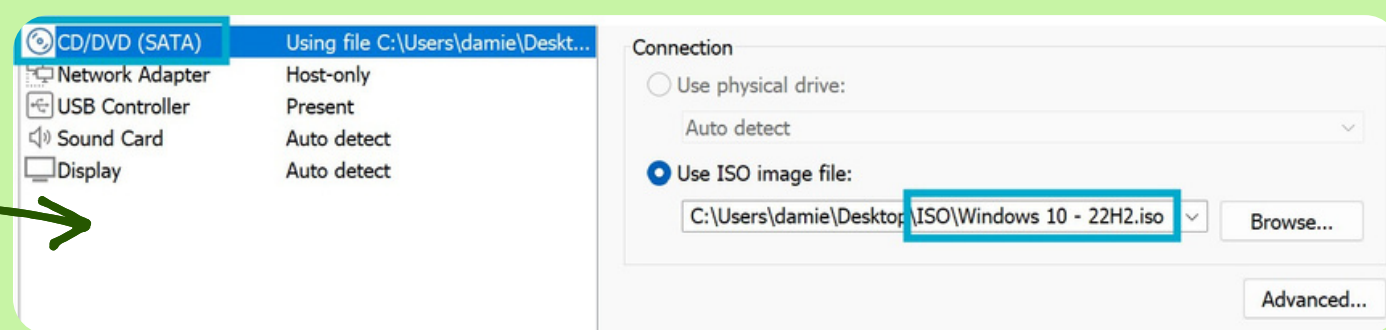 CD/DVD (SATA) Using file C:\Users\damie\Deskt...
Network Adapter Host-only
USB Controller Present
Sound Card Auto detect
Display Auto detect
Connection
Use physical drive:
Auto detect
Use ISO image file:
C:\Users\damie\Desktop\ISO\Windows 10 - 22H2.iso
Browse...
Advanced...